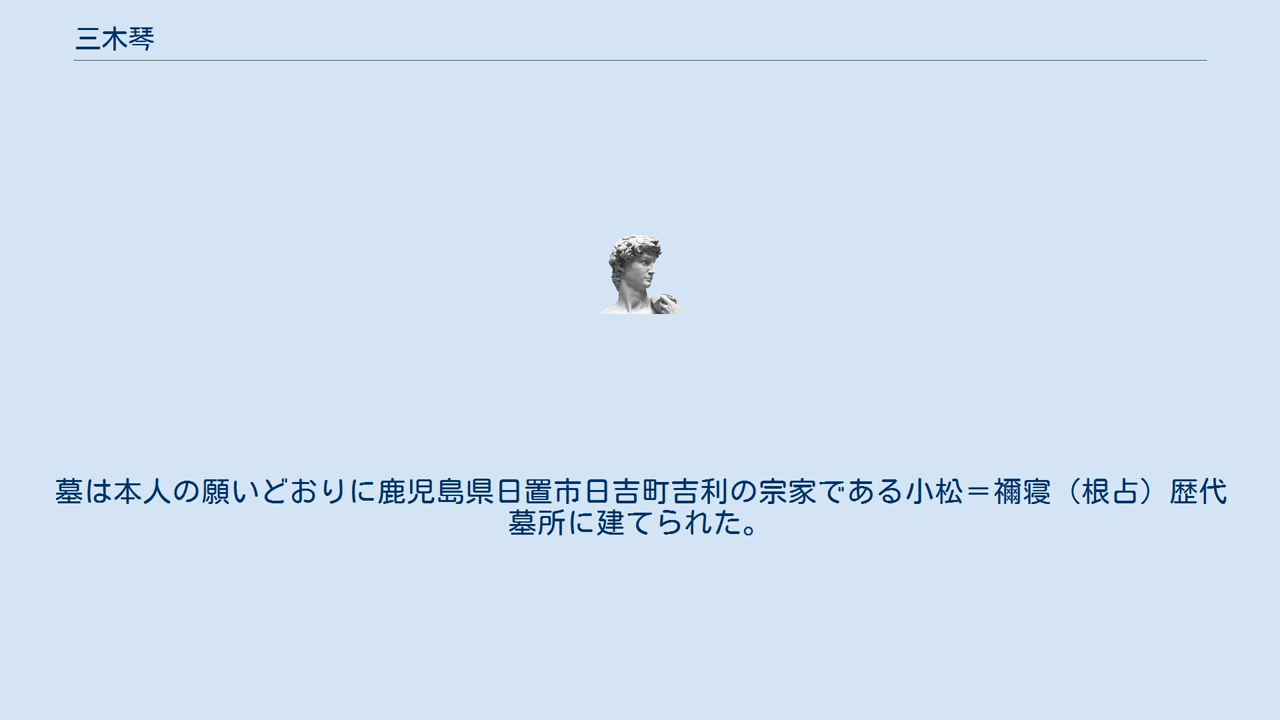 三木琴
墓は本人の願いどおりに鹿児島県日置市日吉町吉利の宗家である小松＝禰寝（根占）歴代
墓所に建てられた。